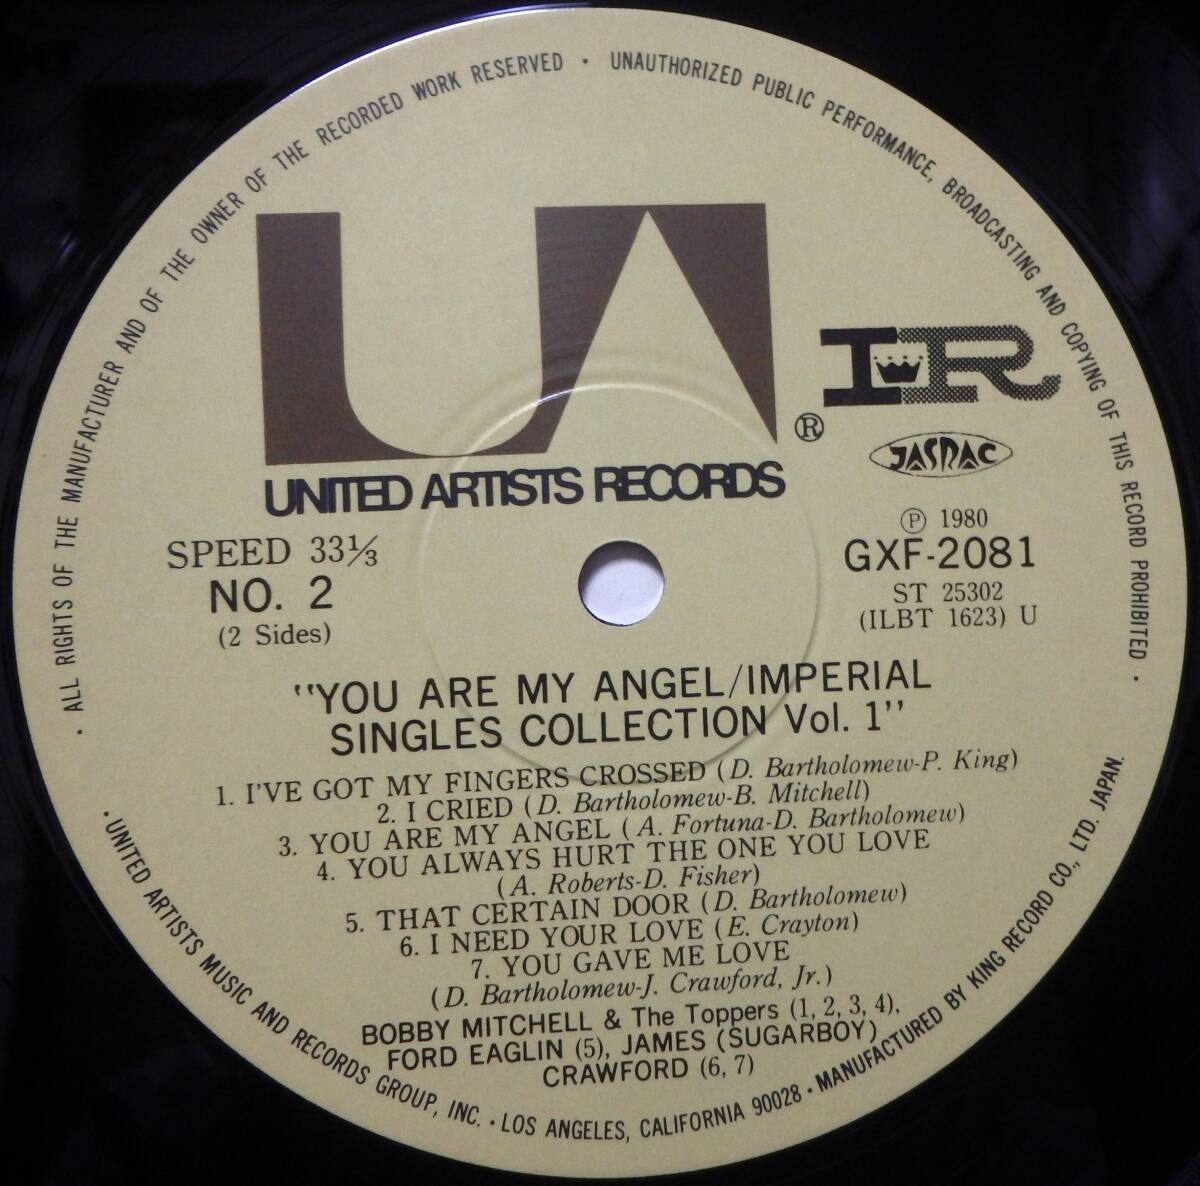 · ALL RIGHTS OF THE MANUFACTURER AND OF THE OWNER OF THE RECORDED WORK RESERVED · UNAUTHORIZED PUBLIC PERFORMANCE, BROADCASTING AND COPYING OF THIS RECORD PROHIBITED ·
UA
UNITED ARTISTS RECORDS
®
IR
JASRAC
SPEED 33⅓
NO. 2
(2 Sides)
Ⓟ 1980
GXF-2081
ST 25302
(ILBT 1623) U
"YOU ARE MY ANGEL/IMPERIAL
SINGLES COLLECTION Vol. 1"
1. I'VE GOT MY FINGERS CROSSED (D. Bartholomew-P. King)
2. I CRIED (D. Bartholomew-B. Mitchell)
3. YOU ARE MY ANGEL (A. Fortuna-D. Bartholomew)
4. YOU ALWAYS HURT THE ONE YOU LOVE
(A. Roberts-D. Fisher)
5. THAT CERTAIN DOOR (D. Bartholomew)
6. I NEED YOUR LOVE (E. Crayton)
7. YOU GAVE ME LOVE
(D. Bartholomew-J. Crawford, Jr.)
BOBBY MITCHELL & The Toppers (1, 2, 3, 4),
FORD EAGLIN (5), JAMES (SUGARBOY)
CRAWFORD (6, 7)
· UNITED ARTISTS MUSIC AND RECORDS GROUP, INC. · LOS ANGELES, CALIFORNIA 90028 · MANUFACTURED BY KING RECORD CO., LTD. JAPAN.